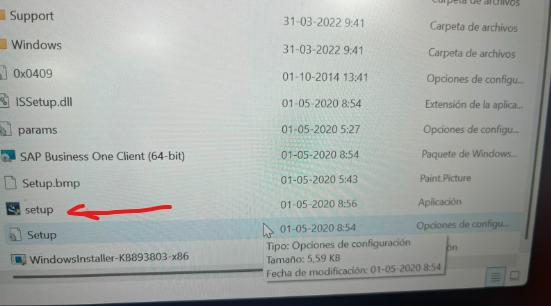 Carpeta de archivos
Support 31-03-2022 9:41 Carpeta de archivos
Windows 31-03-2022 9:41 Carpeta de archivos
0x0409 01-10-2014 13:41 Opciones de configu...
ISSetup.dll 01-05-2020 8:54 Extensión de la aplica...
params 01-05-2020 5:27 Opciones de configu...
SAP Business One Client (64-bit) 01-05-2020 8:54 Paquete de Windows...
Setup.bmp 01-05-2020 5:43 Paint.Picture
setup 01-05-2020 8:56 Aplicación
Setup 01-05-2020 8:54 Opciones de configu...
Tipo: Opciones de configuración
WindowsInstaller-KB893803-x86 Tamaño: 5,59 KB
Fecha de modificación: 01-05-2020 8:54